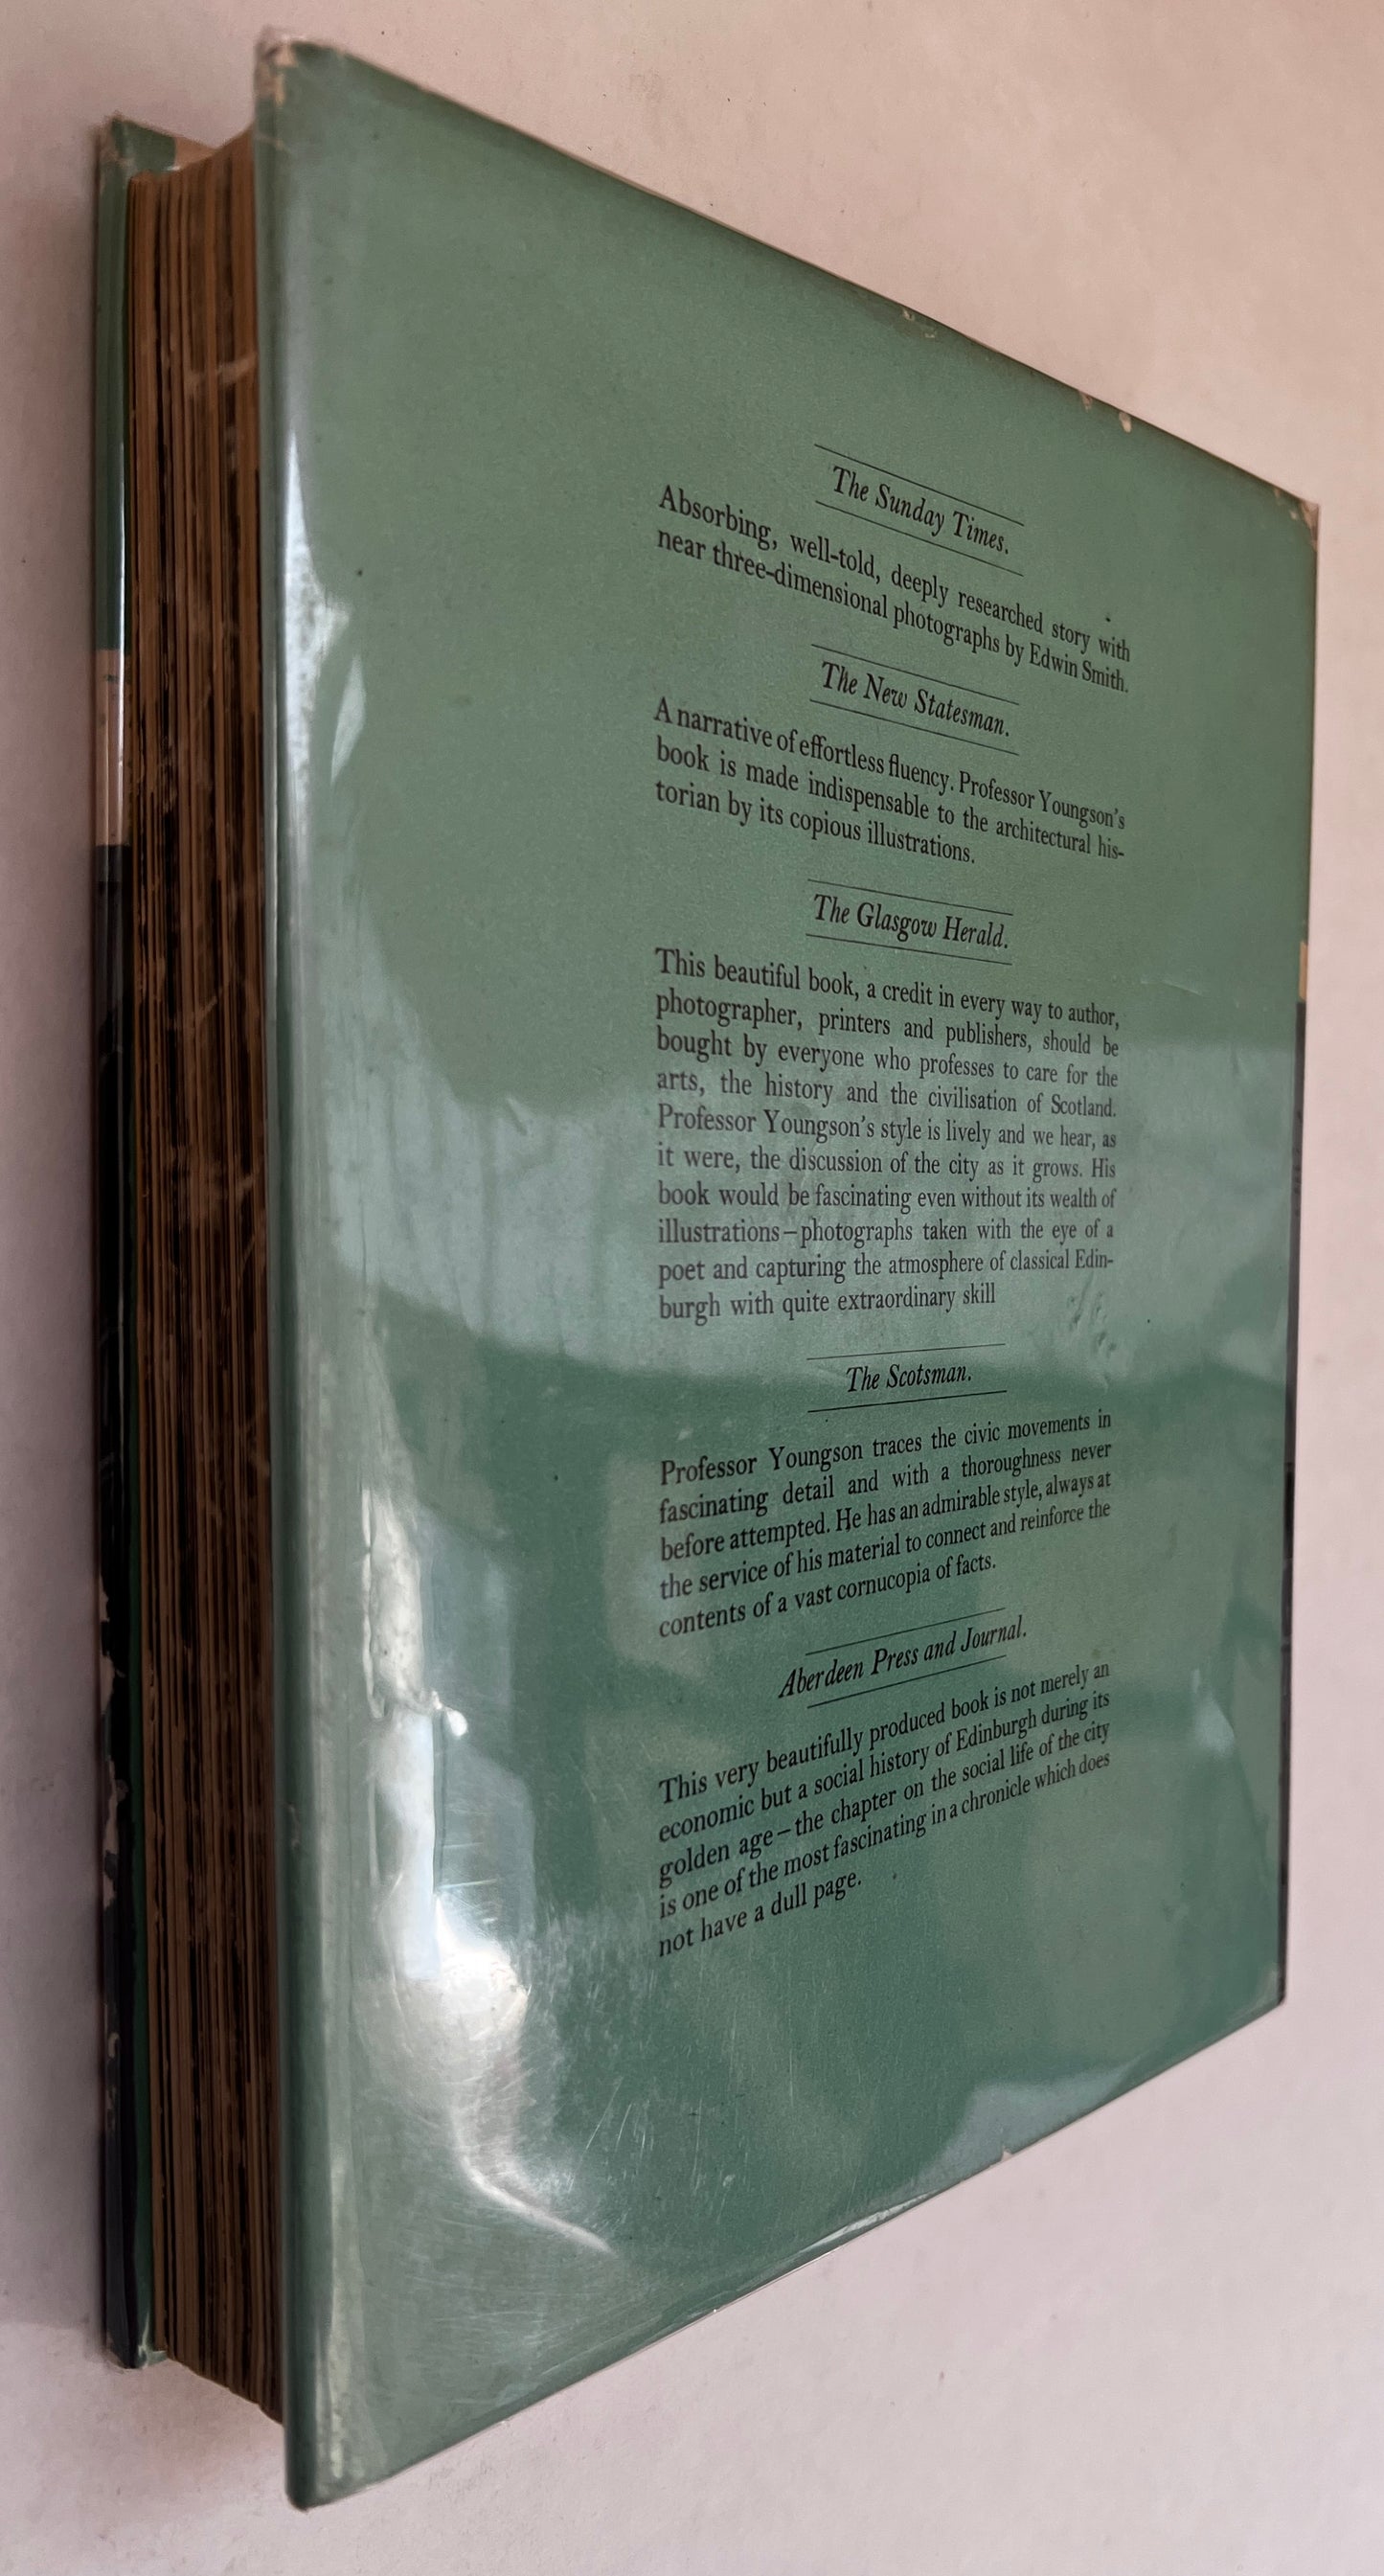 The Sunday Times.
Absorbing, well-told, deeply researched story with
near three-dimensional photographs by Edwin Smith.
The New Statesman.
A narrative of effortless fluency. Professor Youngson's
book is made indispensable to the architectural his-
torian by its copious illustrations.
The Glasgow Herald.
This beautiful book, a credit in every way to author,
photographer, printers and publishers, should be
bought by everyone who professes to care for the
arts, the history and the civilisation of Scotland.
Professor Youngson's style is lively and we hear, as
it were, the discussion of the city as it grows. His
book would be fascinating even without its wealth of
illustrations—photographs taken with the eye of a
poet and capturing the atmosphere of classical Edin-
burgh with quite extraordinary skill
The Scotsman.
Professor Youngson traces the civic movements in
fascinating detail and with a thoroughness never
before attempted. He has an admirable style, always at
the service of his material to connect and reinforce the
contents of a vast cornucopia of facts.
Aberdeen Press and Journal.
This very beautifully produced book is not merely an
economic but a social history of Edinburgh during its
golden age—the chapter on the social life of the city
is one of the most fascinating in a chronicle which does
not have a dull page.